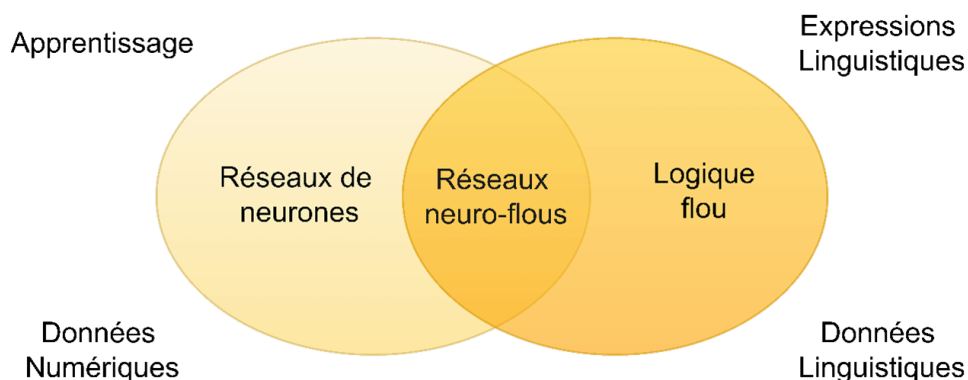 Apprentissage
Expressions
Linguistiques
Réseaux de
neurones
Réseaux
neuro-flous
Logique
flou
Données
Numériques
Données
Linguistiques